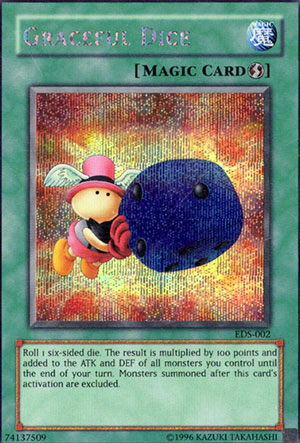 Graceful Dice
魔
[Magic Card]
EDS-002
Roll 1 six-sided die. The result is multiplied by 100 points and
added to the ATK and DEF of all monsters you control until
the end of your turn. Monsters summoned after this card's
activation are excluded.
74137509
©1996 KAZUKI TAKAHASHI